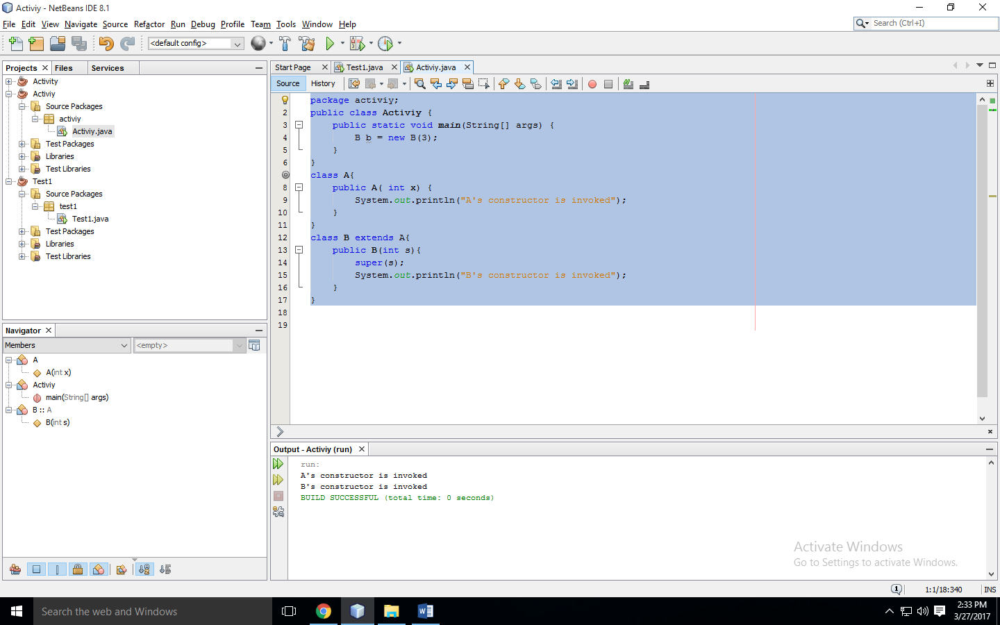 Activiy - NetBeans IDE 8.1
File Edit View Navigate Source Refactor Run Debug Profile Team Tools Window Help
Search (Ctrl+I)
<default config>
Projects Files Services
Activity
Activiy
Source Packages
activiy
Activiy.java
Test Packages
Libraries
Test Libraries
Test1
Source Packages
test1
Test1.java
Test Packages
Libraries
Test Libraries
Navigator
Members <empty>
A
A(int x)
Activiy
main(String[] args)
B :: A
B(int s)
Start Page Test1.java Activiy.java
Source History
package activiy;
2 public class Activiy {
3 public static void main(String[] args) {
4 B b = new B(3);
5 }
6 }
class A{
8 public A( int x) {
9 System.out.println("A's constructor is invoked");
10 }
11 }
12 class B extends A{
13 public B(int s){
14 super(s);
15 System.out.println("B's constructor is invoked");
16 }
17 }
18
19
Output - Activiy (run)
run:
A's constructor is invoked
B's constructor is invoked
BUILD SUCCESSFUL (total time: 0 seconds)
Activate Windows
Go to Settings to activate Windows.
1 1:1/18:340 INS
Search the web and Windows
2:33 PM
3/27/2017